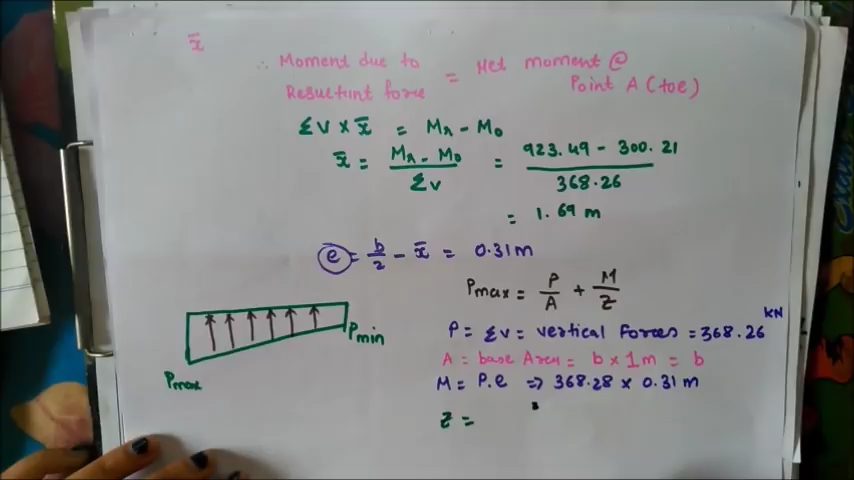 x̄
∴ Moment due to Resultant force = Net moment @ Point A (toe)
ΣV × x̄ = MR - MO
x̄ = MR - MO / ΣV = 923.49 - 300.21 / 368.26
= 1.69 m
e = b/2 - x̄ = 0.31m
Pmax = P/A + M/Z
P = ΣV = vertical forces = 368.26 KN
A = base Area = b × 1m = b
M = P.e => 368.28 × 0.31 m
Z =
Pmin
Pmax